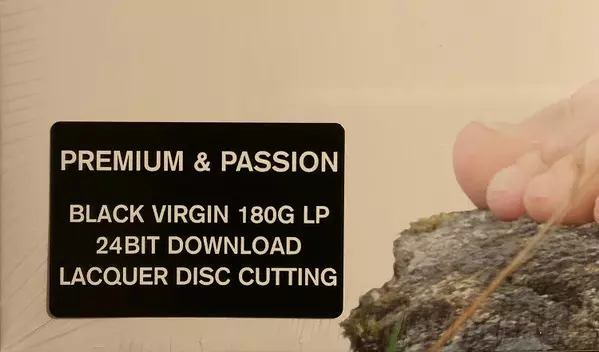 PREMIUM & PASSION
BLACK VIRGIN 180G LP
24BIT DOWNLOAD
LACQUER DISC CUTTING